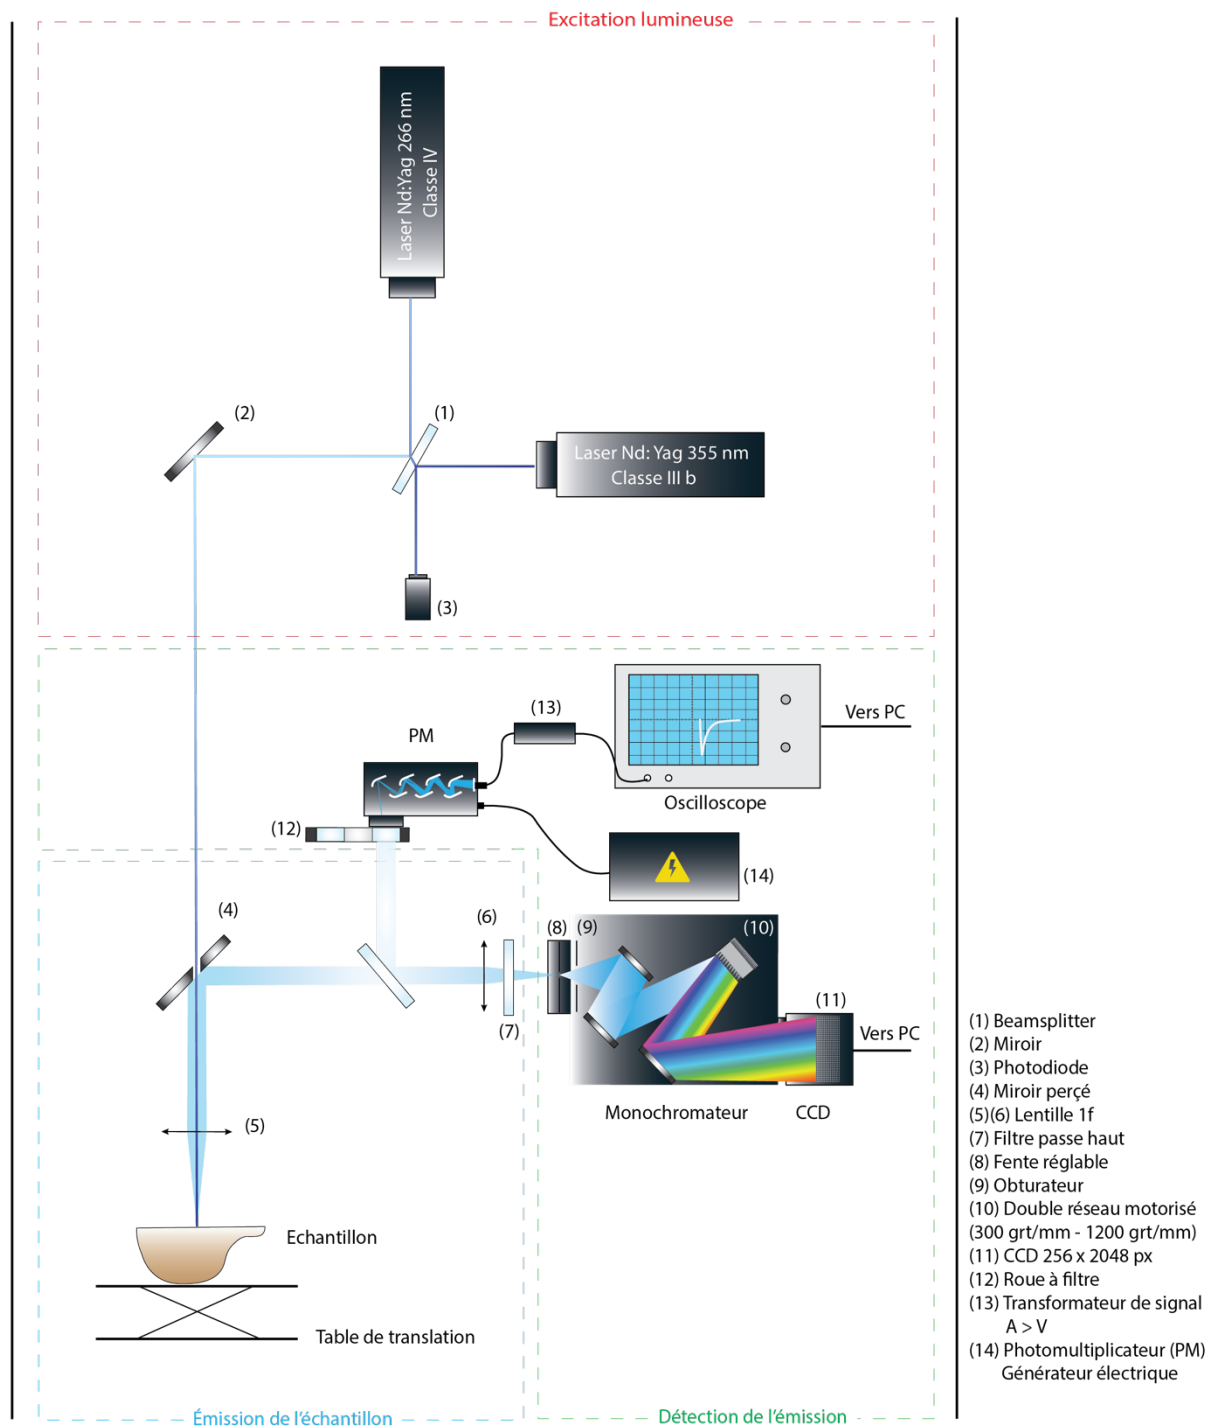 Excitation lumineuse
Laser Nd:Yag 266 nm
Classe IV
(2)
(1)
Laser Nd: Yag 355 nm
Classe III b
(3)
(13)
Vers PC
PM
Oscilloscope
(12)
(14)
(4)
(6)
(8)
(9)
(10)
(11)
(7)
Vers PC
Monochromateur
CCD
(5)
Echantillon
Table de translation
Émission de l'échantillon
Détection de l'émission
(1) Beamsplitter
(2) Miroir
(3) Photodiode
(4) Miroir perçé
(5)(6) Lentille 1f
(7) Filtre passe haut
(8) Fente réglable
(9) Obturateur
(10) Double réseau motorisé
(300 grt/mm - 1200 grt/mm)
(11) CCD 256 x 2048 px
(12) Roue à filtre
(13) Transformateur de signal
A > V
(14) Photomultiplicateur (PM)
Générateur électrique